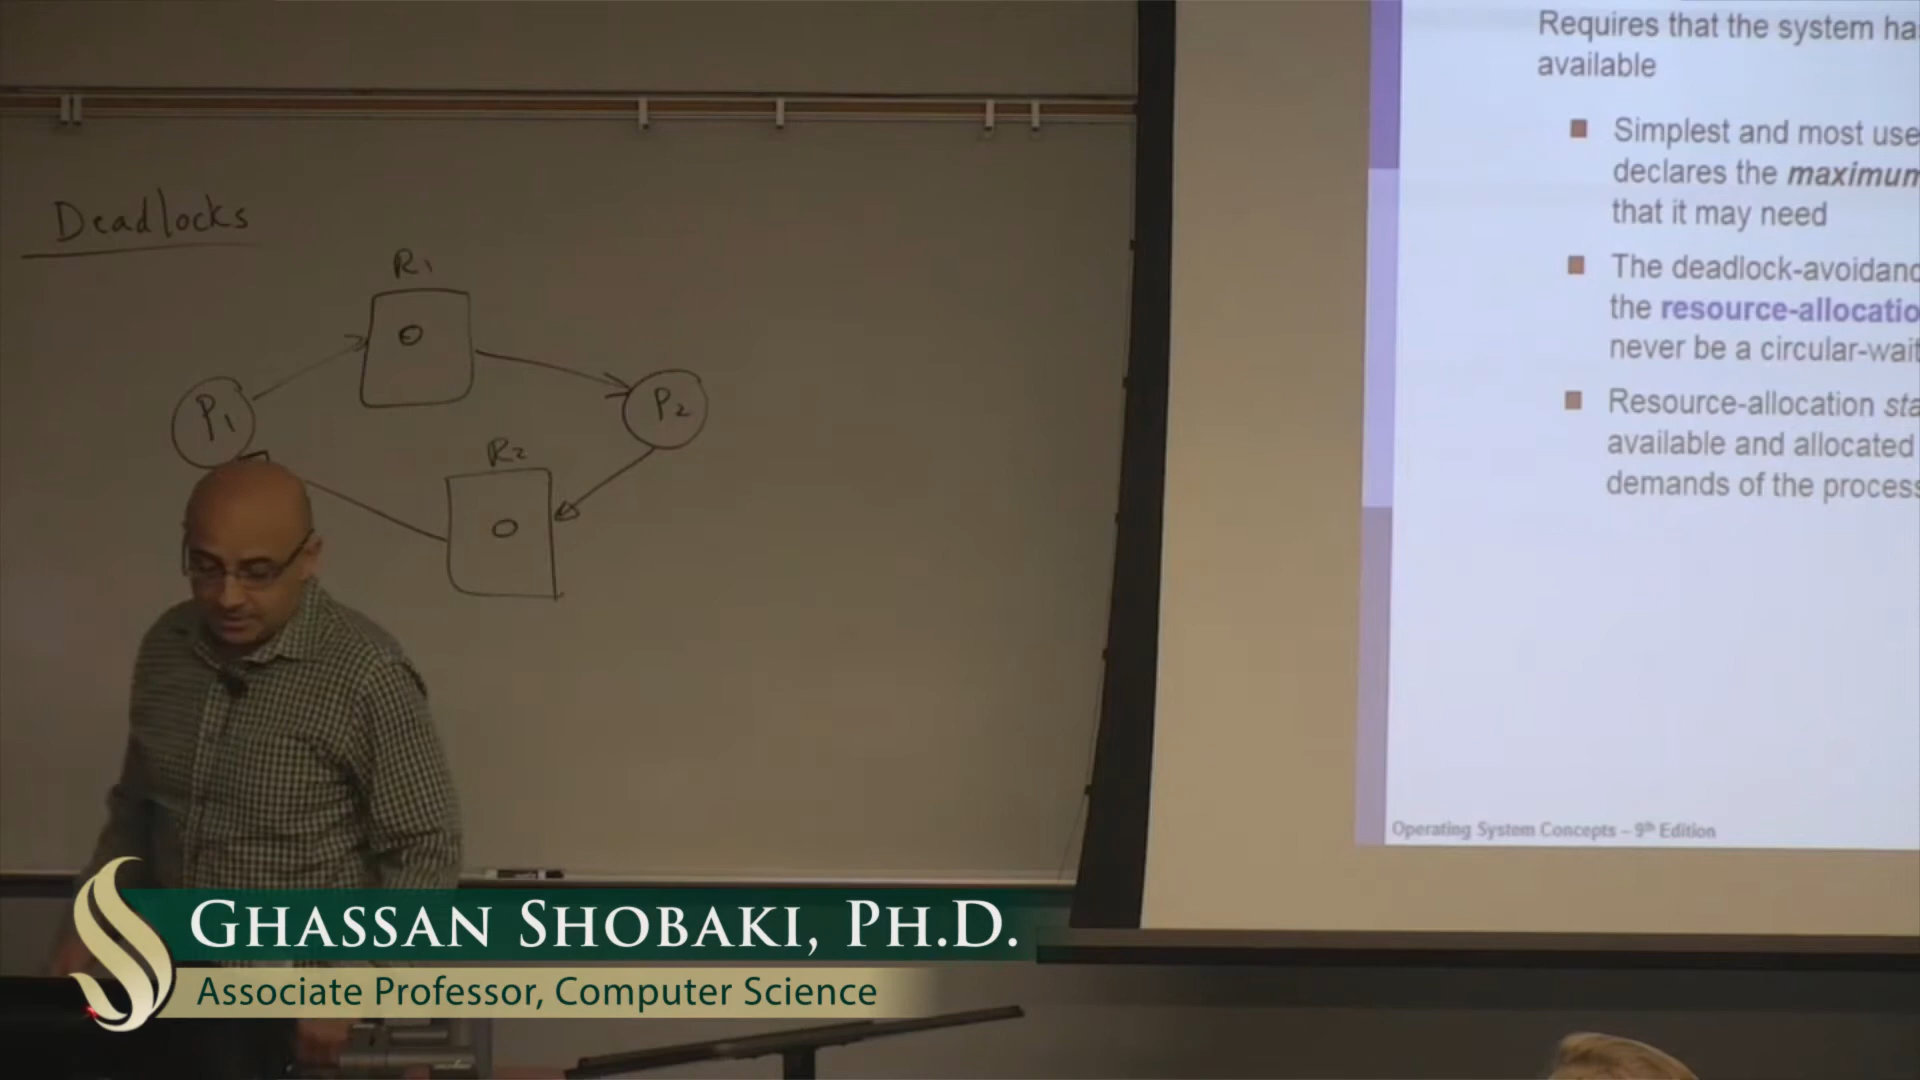 Deadlocks
R1
P1
P2
R2
Requires that the system ha
available
Simplest and most use
declares the maximum
that it may need
The deadlock-avoidanc
the resource-allocatio
never be a circular-wait
Resource-allocation sta
available and allocated
demands of the process
Operating System Concepts – 9th Edition
GHASSAN SHOBAKI, PH.D.
Associate Professor, Computer Science